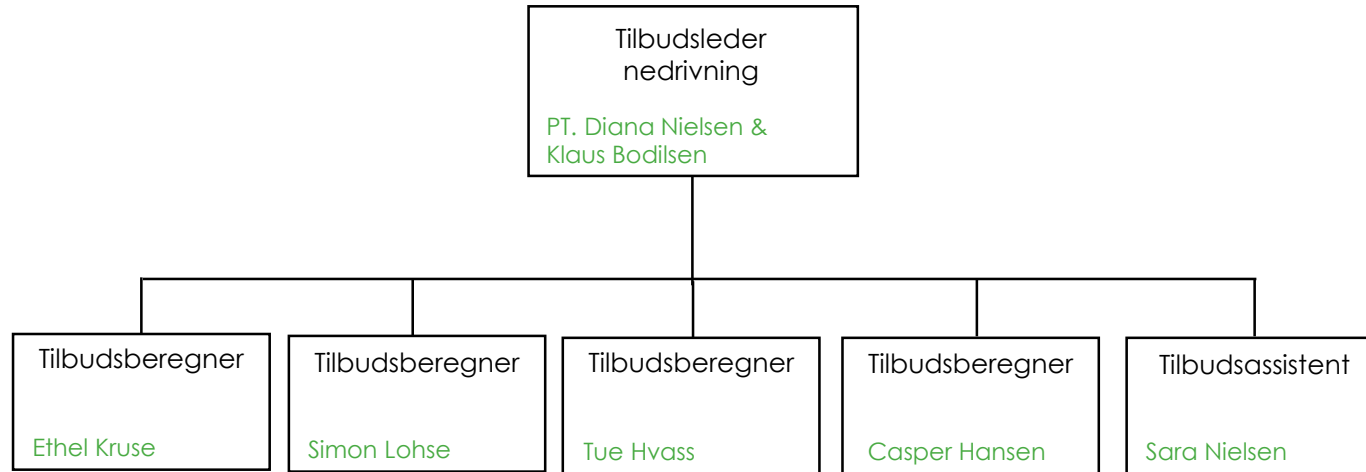 Tilbudsleder
nedrivning
PT. Diana Nielsen &
Klaus Bodilsen
Tilbudsberegner
Ethel Kruse
Tilbudsberegner
Simon Lohse
Tilbudsberegner
Tue Hvass
Tilbudsberegner
Casper Hansen
Tilbudsassistent
Sara Nielsen